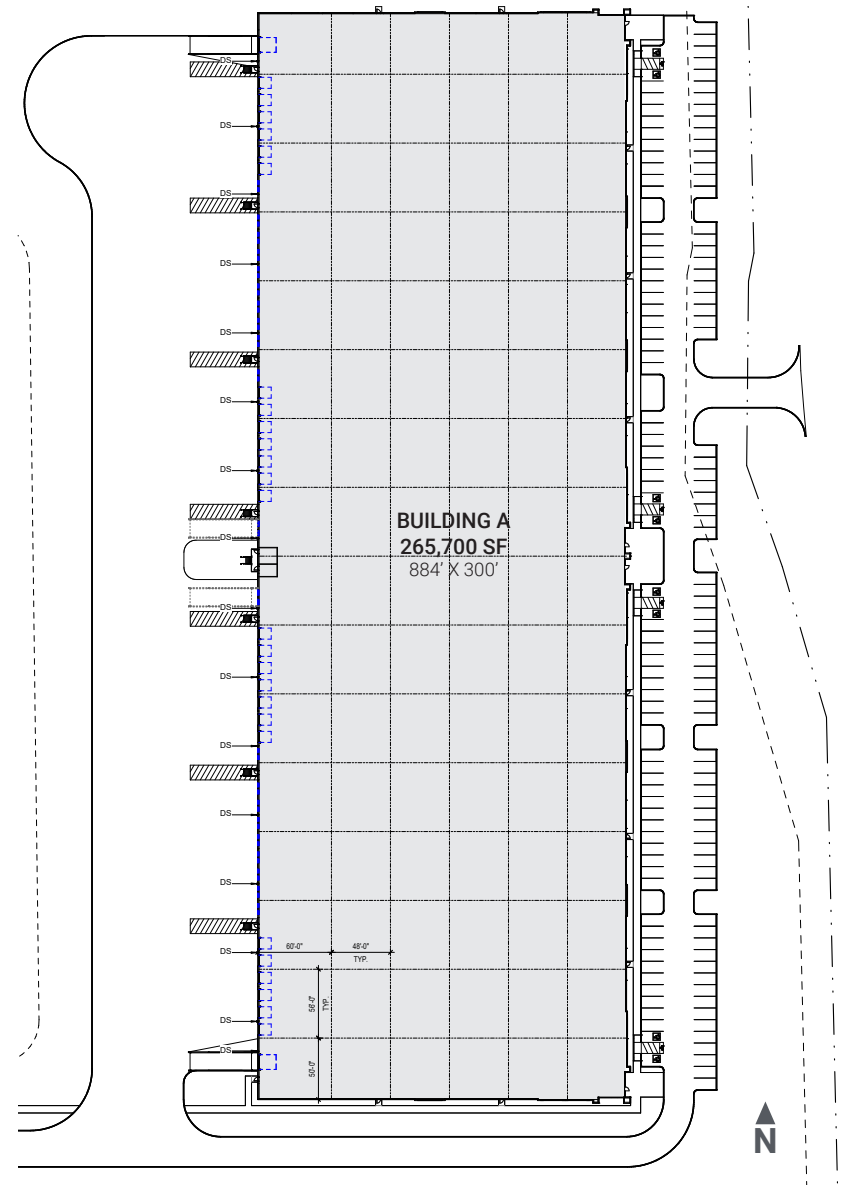 DS
DS
DS
DS
DS
DS
DS
BUILDING A
265,700 SF
DS
884' X 300'
DS
DS
DS
DS
DS
DS
60'-0"
48'-0"
TYP.
56'-0"
TYP.
DS
DS
50'-0"
N